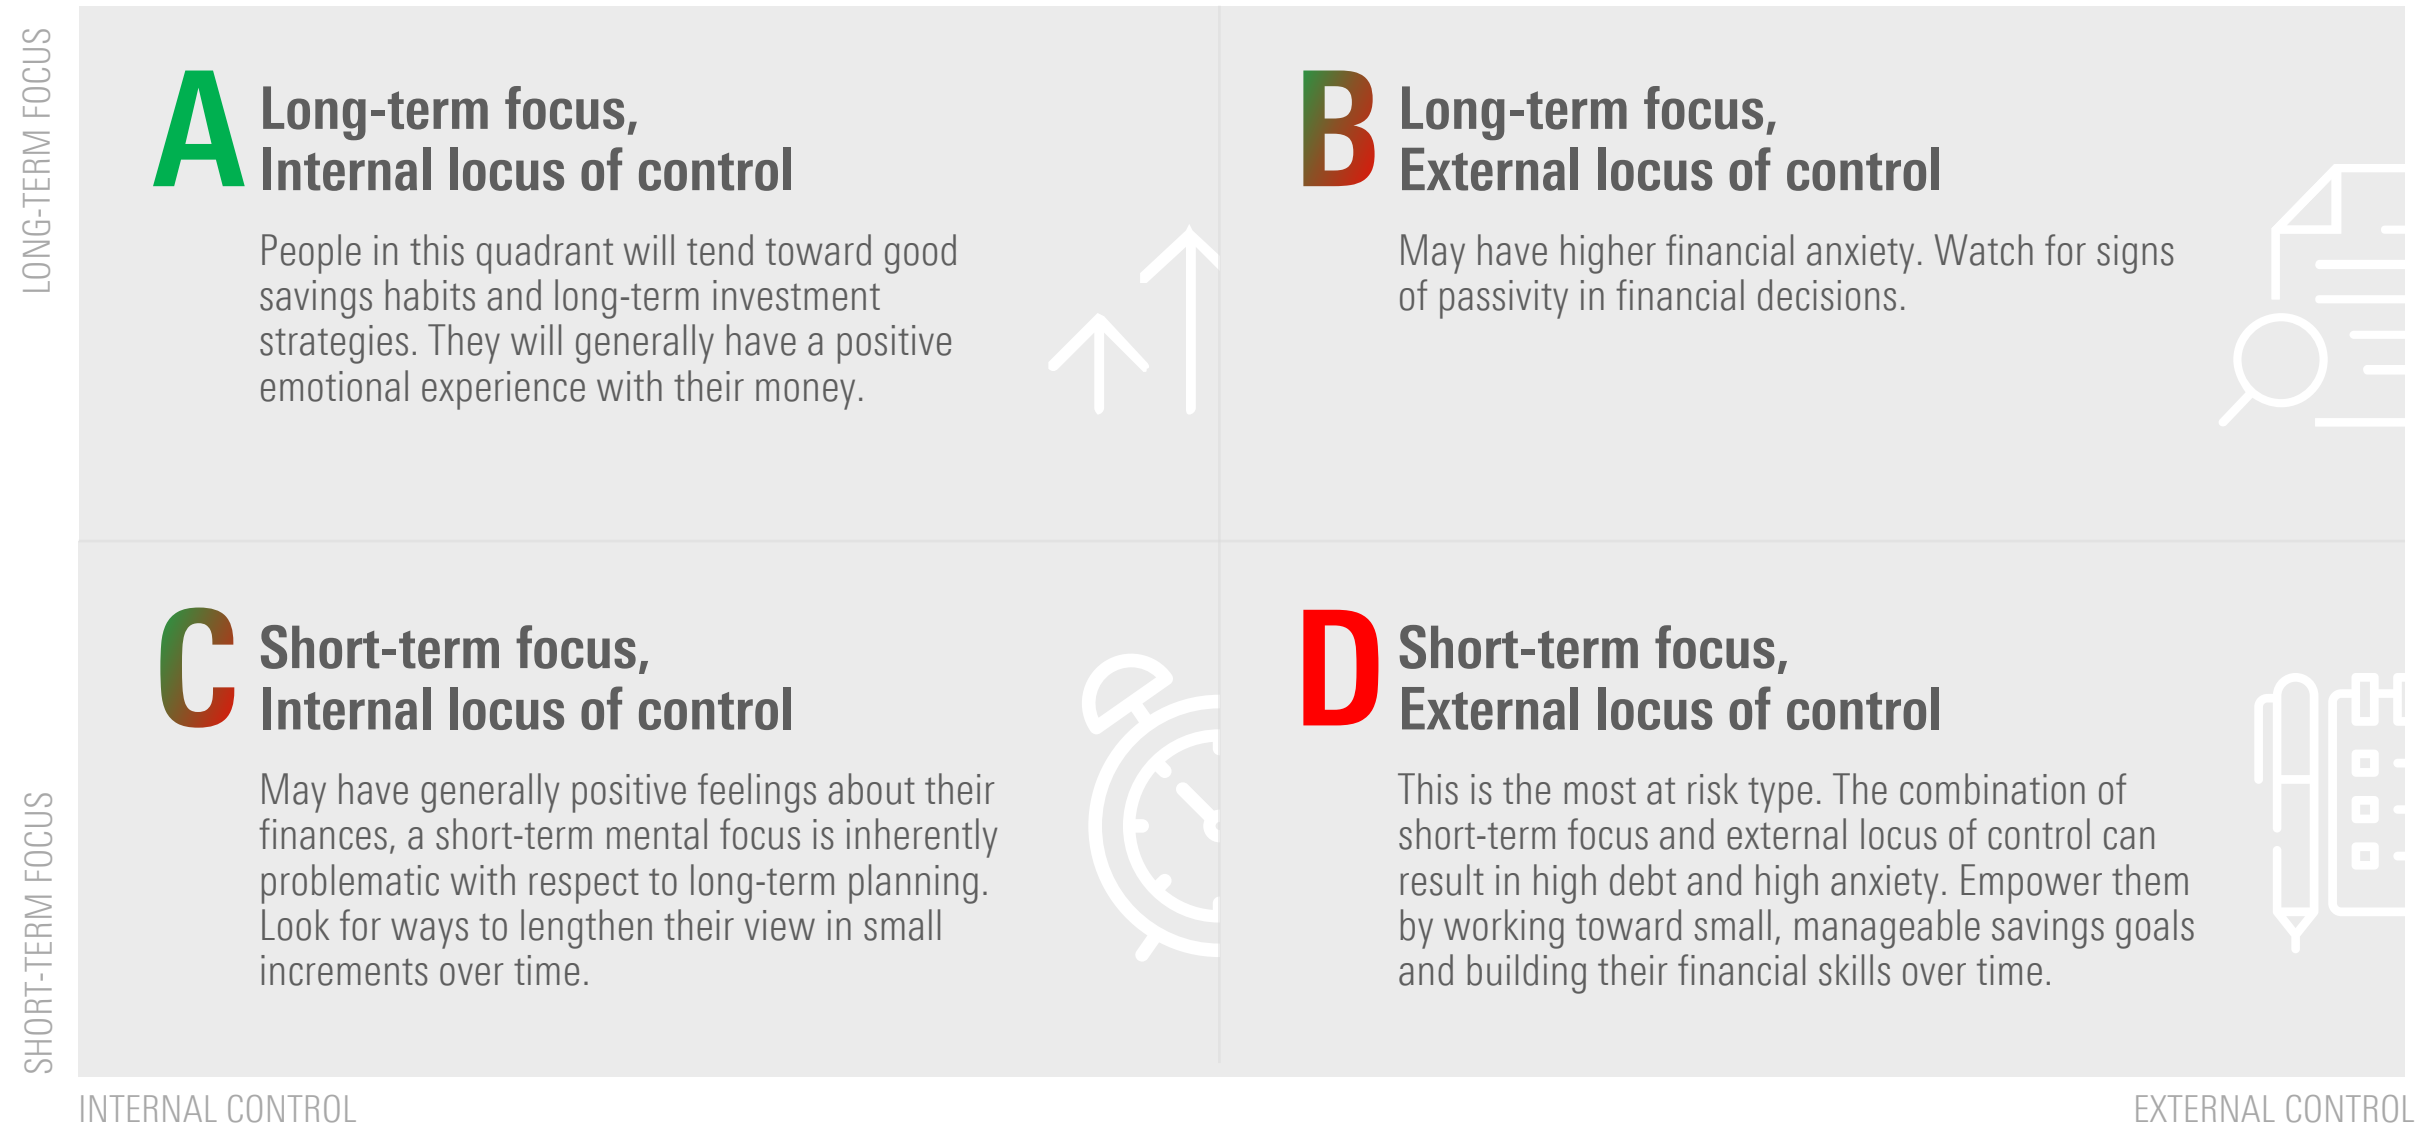 LONG-TERM FOCUS
A
Long-term focus,
Internal locus of control
People in this quadrant will tend toward good
savings habits and long-term investment
strategies. They will generally have a positive
emotional experience with their money.
B
Long-term focus,
External locus of control
May have higher financial anxiety. Watch for signs
of passivity in financial decisions.
SHORT-TERM FOCUS
C
Short-term focus,
Internal locus of control
May have generally positive feelings about their
finances, a short-term mental focus is inherently
problematic with respect to long-term planning.
Look for ways to lengthen their view in small
increments over time.
D
Short-term focus,
External locus of control
This is the most at risk type. The combination of
short-term focus and external locus of control can
result in high debt and high anxiety. Empower them
by working toward small, manageable savings goals
and building their financial skills over time.
INTERNAL CONTROL
EXTERNAL CONTROL